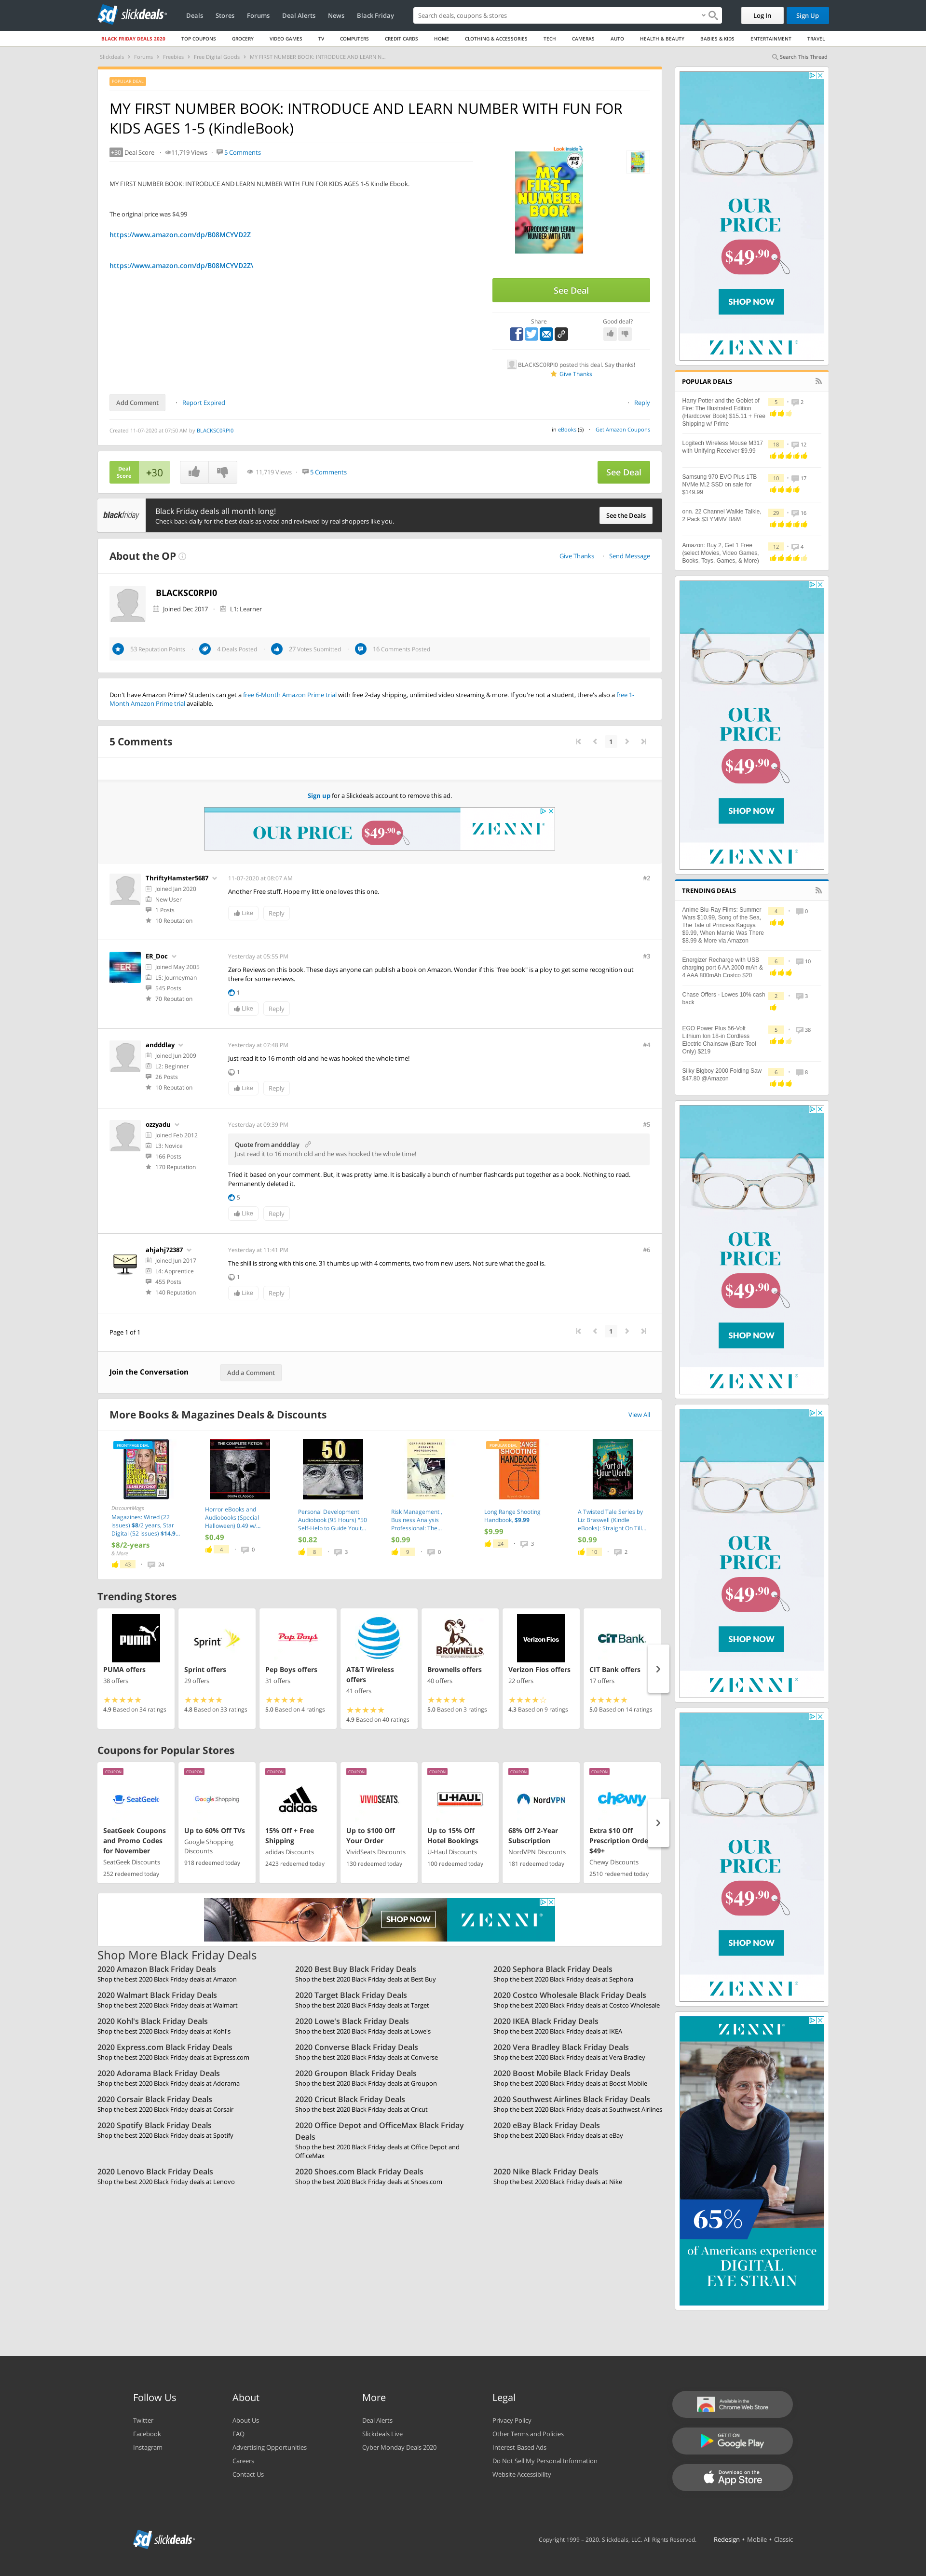 slickdeals
Deals Stores Forums Deal Alerts News Black Friday
Search deals, coupons & stores
Log In
Sign Up
BLACK FRIDAY DEALS 2020 TOP COUPONS GROCERY VIDEO GAMES TV COMPUTERS CREDIT CARDS HOME CLOTHING & ACCESSORIES TECH CAMERAS AUTO HEALTH & BEAUTY BABIES & KIDS ENTERTAINMENT TRAVEL
Slickdeals › Forums › Freebies › Free Digital Goods › MY FIRST NUMBER BOOK: INTRODUCE AND LEARN N...
Search This Thread
POPULAR DEAL
MY FIRST NUMBER BOOK: INTRODUCE AND LEARN NUMBER WITH FUN FOR
KIDS AGES 1-5 (KindleBook)
+30 Deal Score 11,719 Views 5 Comments
MY FIRST NUMBER BOOK: INTRODUCE AND LEARN NUMBER WITH FUN FOR KIDS AGES 1-5 Kindle Ebook.
The original price was $4.99
https://www.amazon.com/dp/B08MCYVD2Z
https://www.amazon.com/dp/B08MCYVD2Z\
Look inside
AGES 1-5
MY FIRST NUMBER BOOK
INTRODUCE AND LEARN NUMBER WITH FUN
See Deal
Share
Good deal?
BLACKSC0RPI0 posted this deal. Say thanks!
Give Thanks
Add Comment
Report Expired
Reply
Created 11-07-2020 at 07:50 AM by BLACKSC0RPI0
in eBooks (5) Get Amazon Coupons
Deal Score +30
11,719 Views 5 Comments
See Deal
blackfriday
Black Friday deals all month long!
Check back daily for the best deals as voted and reviewed by real shoppers like you.
See the Deals
About the OP
Give Thanks Send Message
BLACKSC0RPI0
Joined Dec 2017 L1: Learner
53 Reputation Points 4 Deals Posted 27 Votes Submitted 16 Comments Posted
Don't have Amazon Prime? Students can get a free 6-Month Amazon Prime trial with free 2-day shipping, unlimited video streaming & more. If you're not a student, there's also a free 1-
Month Amazon Prime trial available.
5 Comments
1
Sign up for a Slickdeals account to remove this ad.
OUR PRICE $49.90
ZENNI
ThriftyHamster5687
Joined Jan 2020
New User
1 Posts
10 Reputation
11-07-2020 at 08:07 AM
#2
Another Free stuff. Hope my little one loves this one.
Like Reply
ER_Doc
Joined May 2005
L5: Journeyman
545 Posts
70 Reputation
Yesterday at 05:55 PM
#3
Zero Reviews on this book. These days anyone can publish a book on Amazon. Wonder if this "free book" is a ploy to get some recognition out
there for some reviews.
1
Like Reply
andddlay
Joined Jun 2009
L2: Beginner
26 Posts
10 Reputation
Yesterday at 07:48 PM
#4
Just read it to 16 month old and he was hooked the whole time!
1
Like Reply
ozzyadu
Joined Feb 2012
L3: Novice
166 Posts
170 Reputation
Yesterday at 09:39 PM
#5
Quote from andddlay
Just read it to 16 month old and he was hooked the whole time!
Tried it based on your comment. But, it was pretty lame. It is basically a bunch of number flashcards put together as a book. Nothing to read.
Permanently deleted it.
5
Like Reply
ahjahj72387
Joined Jun 2017
L4: Apprentice
455 Posts
140 Reputation
Yesterday at 11:41 PM
#6
The shill is strong with this one. 31 thumbs up with 4 comments, two from new users. Not sure what the goal is.
1
Like Reply
Page 1 of 1
1
Join the Conversation
Add a Comment
More Books & Magazines Deals & Discounts
View All
FRONTPAGE DEAL
DiscountMags
Magazines: Wired (22
issues) $8/2 years, Star
Digital (52 issues) $14.9...
$8/2-years
& More
43 24
THE COMPLETE FICTION
Horror eBooks and
Audiobooks (Special
Halloween) 0.49 w/...
$0.49
4 0
50
Personal Development
Audiobook (95 Hours) "50
Self-Help to Guide You t...
$0.82
8 3
Risk Management ,
Business Analysis
Professional: The...
$0.99
9 0
POPULAR DEAL
RANGE SHOOTING HANDBOOK
Long Range Shooting
Handbook, $9.99
$9.99
24 3
Part of Your World
A Twisted Tale Series by
Liz Braswell (Kindle
eBooks): Straight On Till...
$0.99
10 2
Trending Stores
PUMA
PUMA offers
38 offers
4.9 Based on 34 ratings
Sprint
Sprint offers
29 offers
4.8 Based on 33 ratings
Pep Boys
Pep Boys offers
31 offers
5.0 Based on 4 ratings
AT&T Wireless
offers
41 offers
4.9 Based on 40 ratings
BROWNELLS
Brownells offers
40 offers
5.0 Based on 3 ratings
Verizon Fios
Verizon Fios offers
22 offers
4.3 Based on 9 ratings
CIT Bank
CIT Bank offers
17 offers
5.0 Based on 14 ratings
Coupons for Popular Stores
COUPON
SeatGeek
SeatGeek Coupons
and Promo Codes
for November
SeatGeek Discounts
252 redeemed today
COUPON
Google Shopping
Up to 60% Off TVs
Google Shopping
Discounts
918 redeemed today
COUPON
adidas
15% Off + Free
Shipping
adidas Discounts
2423 redeemed today
COUPON
VIVIDSEATS
Up to $100 Off
Your Order
VividSeats Discounts
130 redeemed today
COUPON
U-HAUL
Up to 15% Off
Hotel Bookings
U-Haul Discounts
100 redeemed today
COUPON
NordVPN
68% Off 2-Year
Subscription
NordVPN Discounts
181 redeemed today
COUPON
chewy
Extra $10 Off
Prescription Orde
$49+
Chewy Discounts
2510 redeemed today
SHOP NOW
ZENNI
Shop More Black Friday Deals
2020 Amazon Black Friday Deals
Shop the best 2020 Black Friday deals at Amazon
2020 Best Buy Black Friday Deals
Shop the best 2020 Black Friday deals at Best Buy
2020 Sephora Black Friday Deals
Shop the best 2020 Black Friday deals at Sephora
2020 Walmart Black Friday Deals
Shop the best 2020 Black Friday deals at Walmart
2020 Target Black Friday Deals
Shop the best 2020 Black Friday deals at Target
2020 Costco Wholesale Black Friday Deals
Shop the best 2020 Black Friday deals at Costco Wholesale
2020 Kohl's Black Friday Deals
Shop the best 2020 Black Friday deals at Kohl's
2020 Lowe's Black Friday Deals
Shop the best 2020 Black Friday deals at Lowe's
2020 IKEA Black Friday Deals
Shop the best 2020 Black Friday deals at IKEA
2020 Express.com Black Friday Deals
Shop the best 2020 Black Friday deals at Express.com
2020 Converse Black Friday Deals
Shop the best 2020 Black Friday deals at Converse
2020 Vera Bradley Black Friday Deals
Shop the best 2020 Black Friday deals at Vera Bradley
2020 Adorama Black Friday Deals
Shop the best 2020 Black Friday deals at Adorama
2020 Groupon Black Friday Deals
Shop the best 2020 Black Friday deals at Groupon
2020 Boost Mobile Black Friday Deals
Shop the best 2020 Black Friday deals at Boost Mobile
2020 Corsair Black Friday Deals
Shop the best 2020 Black Friday deals at Corsair
2020 Cricut Black Friday Deals
Shop the best 2020 Black Friday deals at Cricut
2020 Southwest Airlines Black Friday Deals
Shop the best 2020 Black Friday deals at Southwest Airlines
2020 Spotify Black Friday Deals
Shop the best 2020 Black Friday deals at Spotify
2020 Office Depot and OfficeMax Black Friday
Deals
Shop the best 2020 Black Friday deals at Office Depot and
OfficeMax
2020 eBay Black Friday Deals
Shop the best 2020 Black Friday deals at eBay
2020 Lenovo Black Friday Deals
Shop the best 2020 Black Friday deals at Lenovo
2020 Shoes.com Black Friday Deals
Shop the best 2020 Black Friday deals at Shoes.com
2020 Nike Black Friday Deals
Shop the best 2020 Black Friday deals at Nike
OUR
PRICE
$49.90
SHOP NOW
ZENNI
POPULAR DEALS
Harry Potter and the Goblet of
Fire: The Illustrated Edition
(Hardcover Book) $15.11 + Free
Shipping w/ Prime
5 2
Logitech Wireless Mouse M317
with Unifying Receiver $9.99
18 12
Samsung 970 EVO Plus 1TB
NVMe M.2 SSD on sale for
$149.99
10 17
onn. 22 Channel Walkie Talkie,
2 Pack $3 YMMV B&M
29 16
Amazon: Buy 2, Get 1 Free
(select Movies, Video Games,
Books, Toys, Games, & More)
12 4
OUR
PRICE
$49.90
SHOP NOW
ZENNI
TRENDING DEALS
Anime Blu-Ray Films: Summer
Wars $10.99, Song of the Sea,
The Tale of Princess Kaguya
$9.99, When Marnie Was There
$8.99 & More via Amazon
4 0
Energizer Recharge with USB
charging port 6 AA 2000 mAh &
4 AAA 800mAh Costco $20
6 10
Chase Offers - Lowes 10% cash
back
2 3
EGO Power Plus 56-Volt
Lithium Ion 18-in Cordless
Electric Chainsaw (Bare Tool
Only) $219
5 38
Silky Bigboy 2000 Folding Saw
$47.80 @Amazon
6 8
OUR
PRICE
$49.90
SHOP NOW
ZENNI
OUR
PRICE
$49.90
SHOP NOW
ZENNI
OUR
PRICE
$49.90
SHOP NOW
ZENNI
ZENNI
65%
of Americans experience
DIGITAL
EYE STRAIN
Follow Us
Twitter
Facebook
Instagram
About
About Us
FAQ
Advertising Opportunities
Careers
Contact Us
More
Deal Alerts
Slickdeals Live
Cyber Monday Deals 2020
Legal
Privacy Policy
Other Terms and Policies
Interest-Based Ads
Do Not Sell My Personal Information
Website Accessibility
Available in the
Chrome Web Store
GET IT ON
Google Play
Download on the
App Store
slickdeals
Copyright 1999 – 2020. Slickdeals, LLC. All Rights Reserved.
Redesign • Mobile • Classic